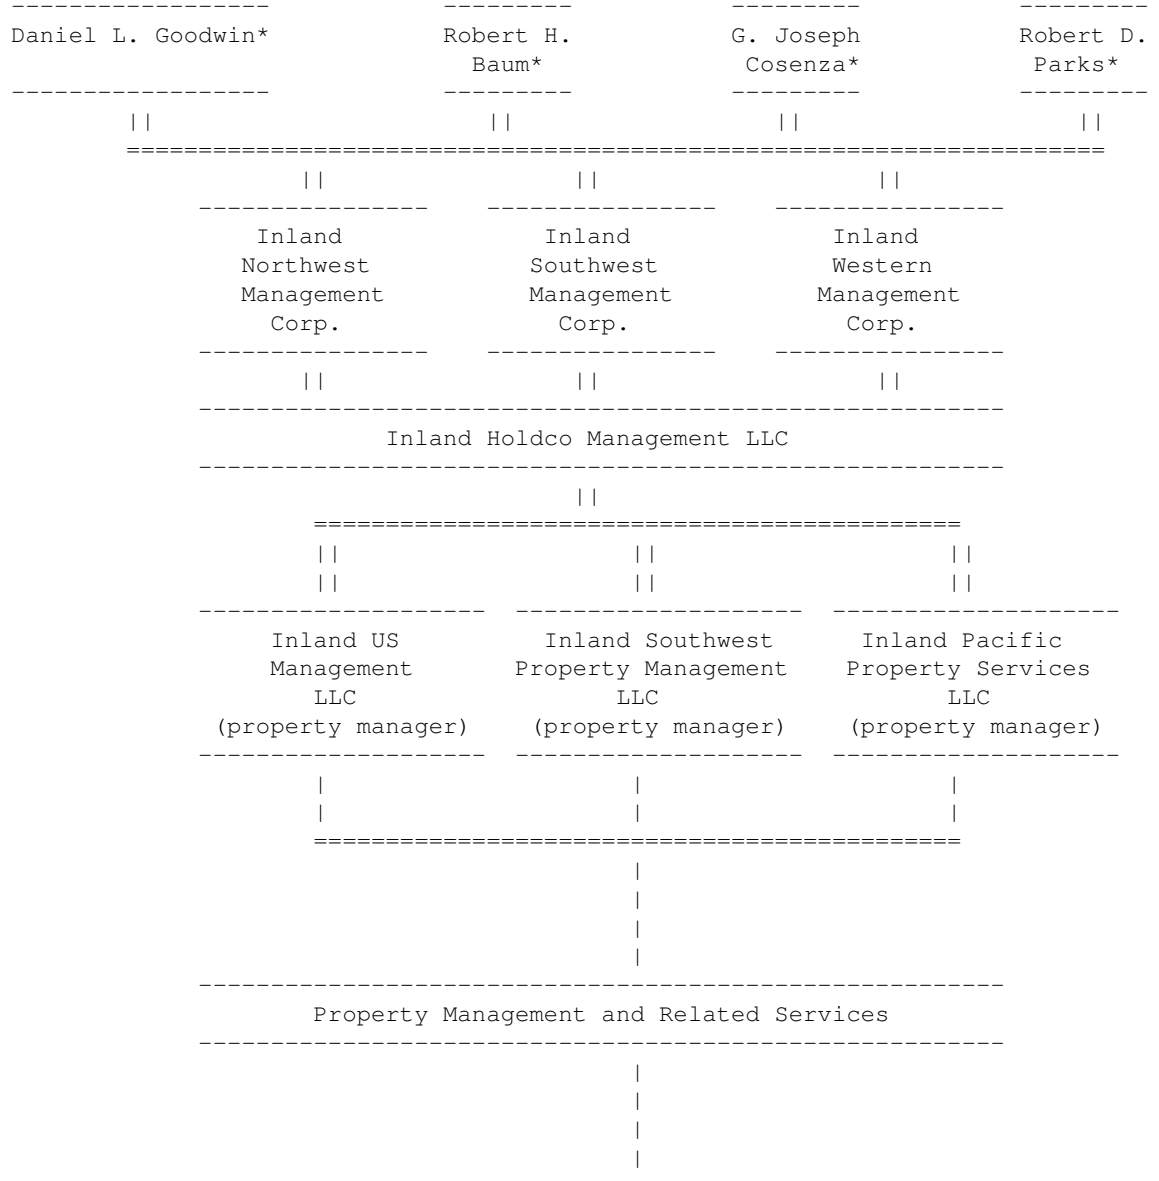 Daniel L. Goodwin* Robert H. G. Joseph Robert D.
Baum* Cosenza* Parks*
Inland Inland Inland
Northwest Southwest Western
Management Management Management
Corp. Corp. Corp.
Inland Holdco Management LLC
Inland US Inland Southwest Inland Pacific
Management Property Management Property Services
LLC LLC LLC
(property manager) (property manager) (property manager)
Property Management and Related Services